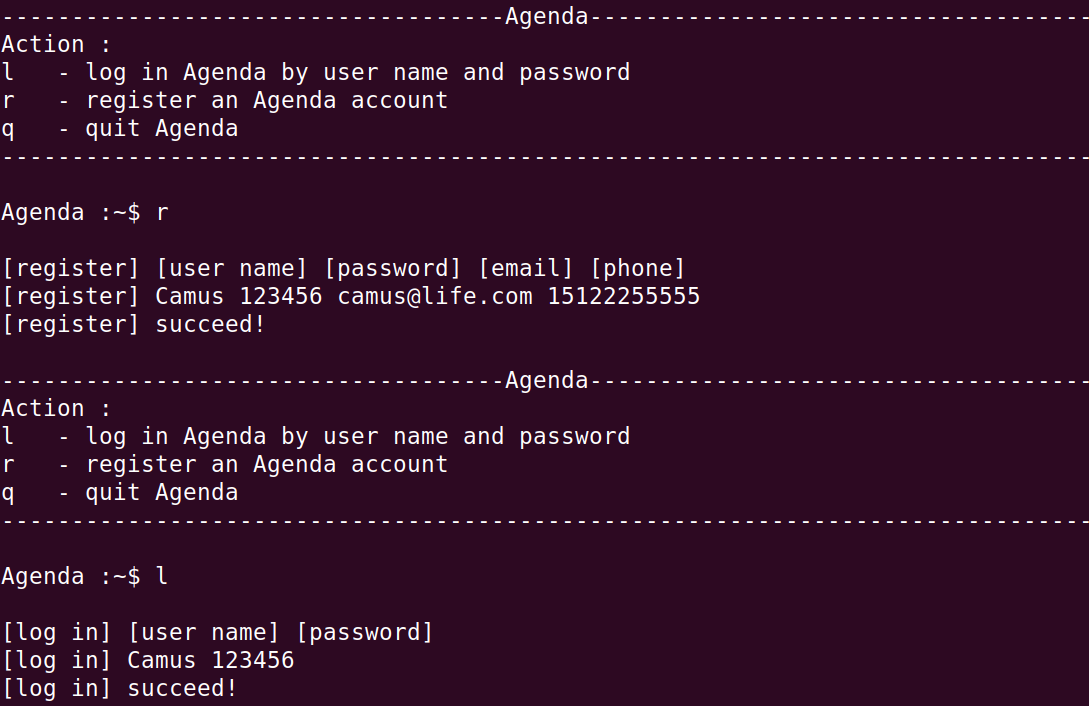 ------------------------------------Agenda------------------------------------
Action :
l   - log in Agenda by user name and password
r   - register an Agenda account
q   - quit Agenda
------------------------------------------------------------------------------
Agenda :~$ r
[register] [user name] [password] [email] [phone]
[register] Camus 123456 camus@life.com 15122255555
[register] succeed!
------------------------------------Agenda------------------------------------
Action :
l   - log in Agenda by user name and password
r   - register an Agenda account
q   - quit Agenda
------------------------------------------------------------------------------
Agenda :~$ l
[log in] [user name] [password]
[log in] Camus 123456
[log in] succeed!